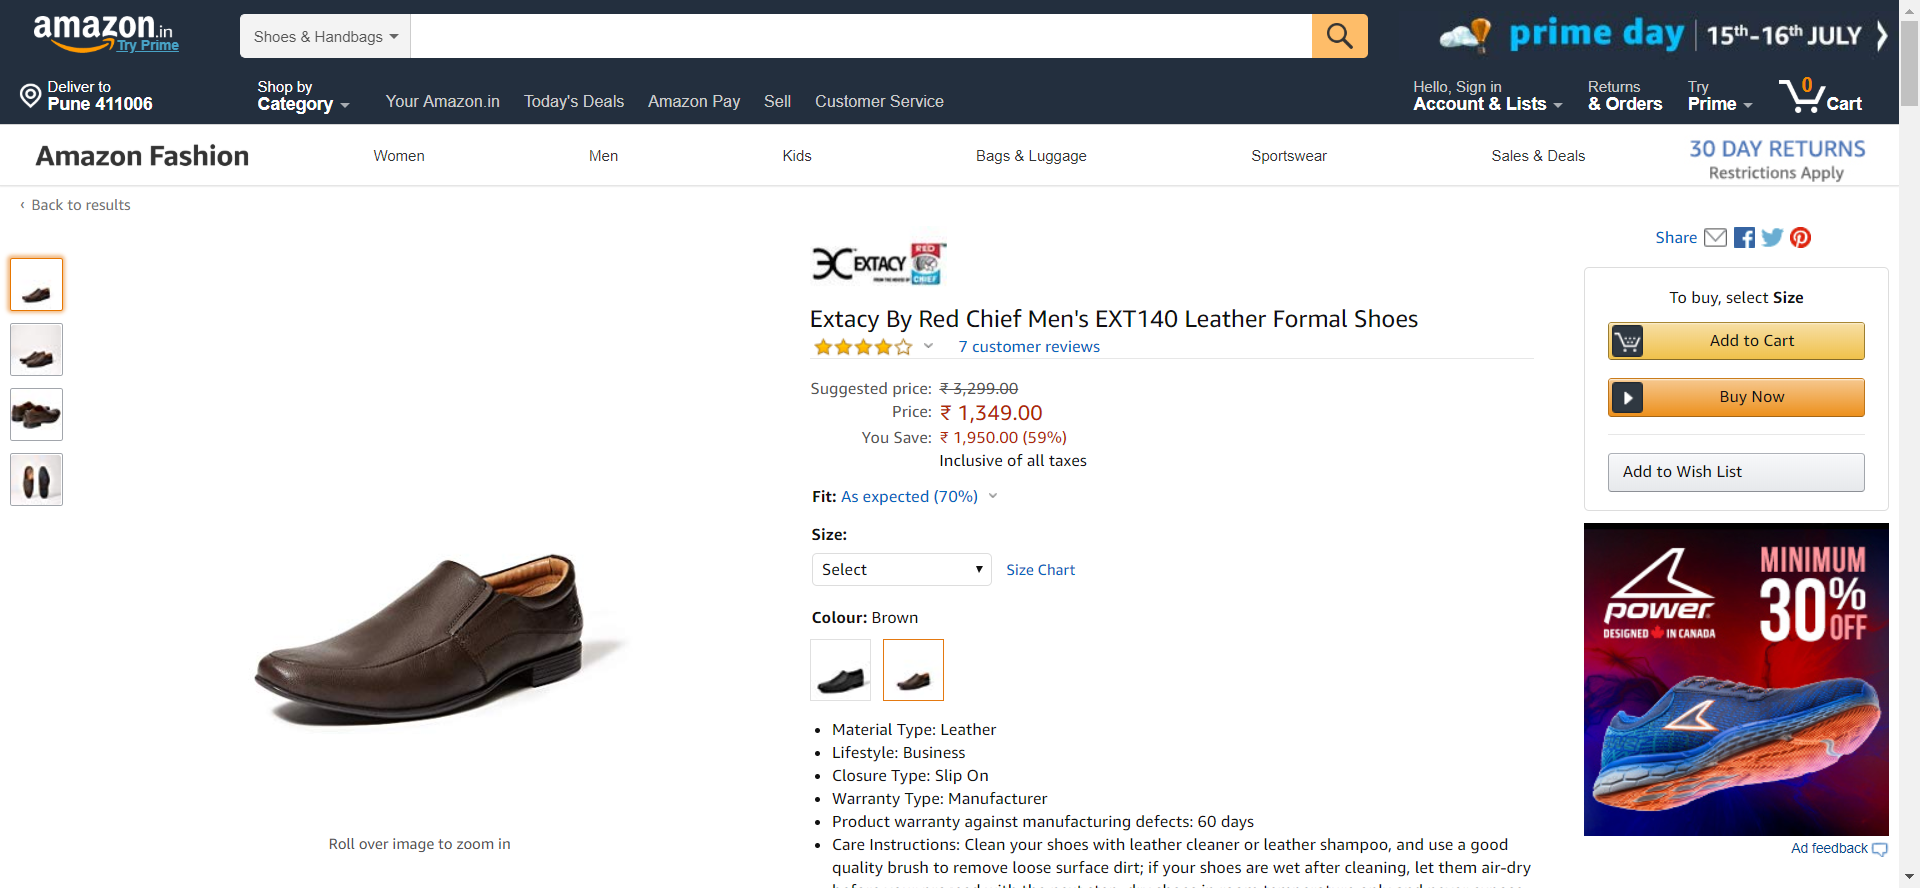 amazon.in
Try Prime
Shoes & Handbags
prime day 15th-16th JULY
Deliver to
Pune 411006
Shop by
Category
Your Amazon.in Today's Deals Amazon Pay Sell Customer Service
Hello, Sign in
Account & Lists
Returns
& Orders
Try
Prime
0
Cart
Amazon Fashion Women Men Kids Bags & Luggage Sportswear Sales & Deals
30 DAY RETURNS
Restrictions Apply
‹ Back to results
Share
EXTACY
RED
CHIEF
Extacy By Red Chief Men's EXT140 Leather Formal Shoes
7 customer reviews
Suggested price: ₹ 3,299.00
Price: ₹ 1,349.00
You Save: ₹ 1,950.00 (59%)
Inclusive of all taxes
Fit: As expected (70%)
Size:
Select
Size Chart
Colour: Brown
• Material Type: Leather
• Lifestyle: Business
• Closure Type: Slip On
• Warranty Type: Manufacturer
• Product warranty against manufacturing defects: 60 days
• Care Instructions: Clean your shoes with leather cleaner or leather shampoo, and use a good
quality brush to remove loose surface dirt; if your shoes are wet after cleaning, let them air-dry
Roll over image to zoom in
To buy, select Size
Add to Cart
Buy Now
Add to Wish List
power
DESIGNED IN CANADA
MINIMUM
30% OFF
Ad feedback